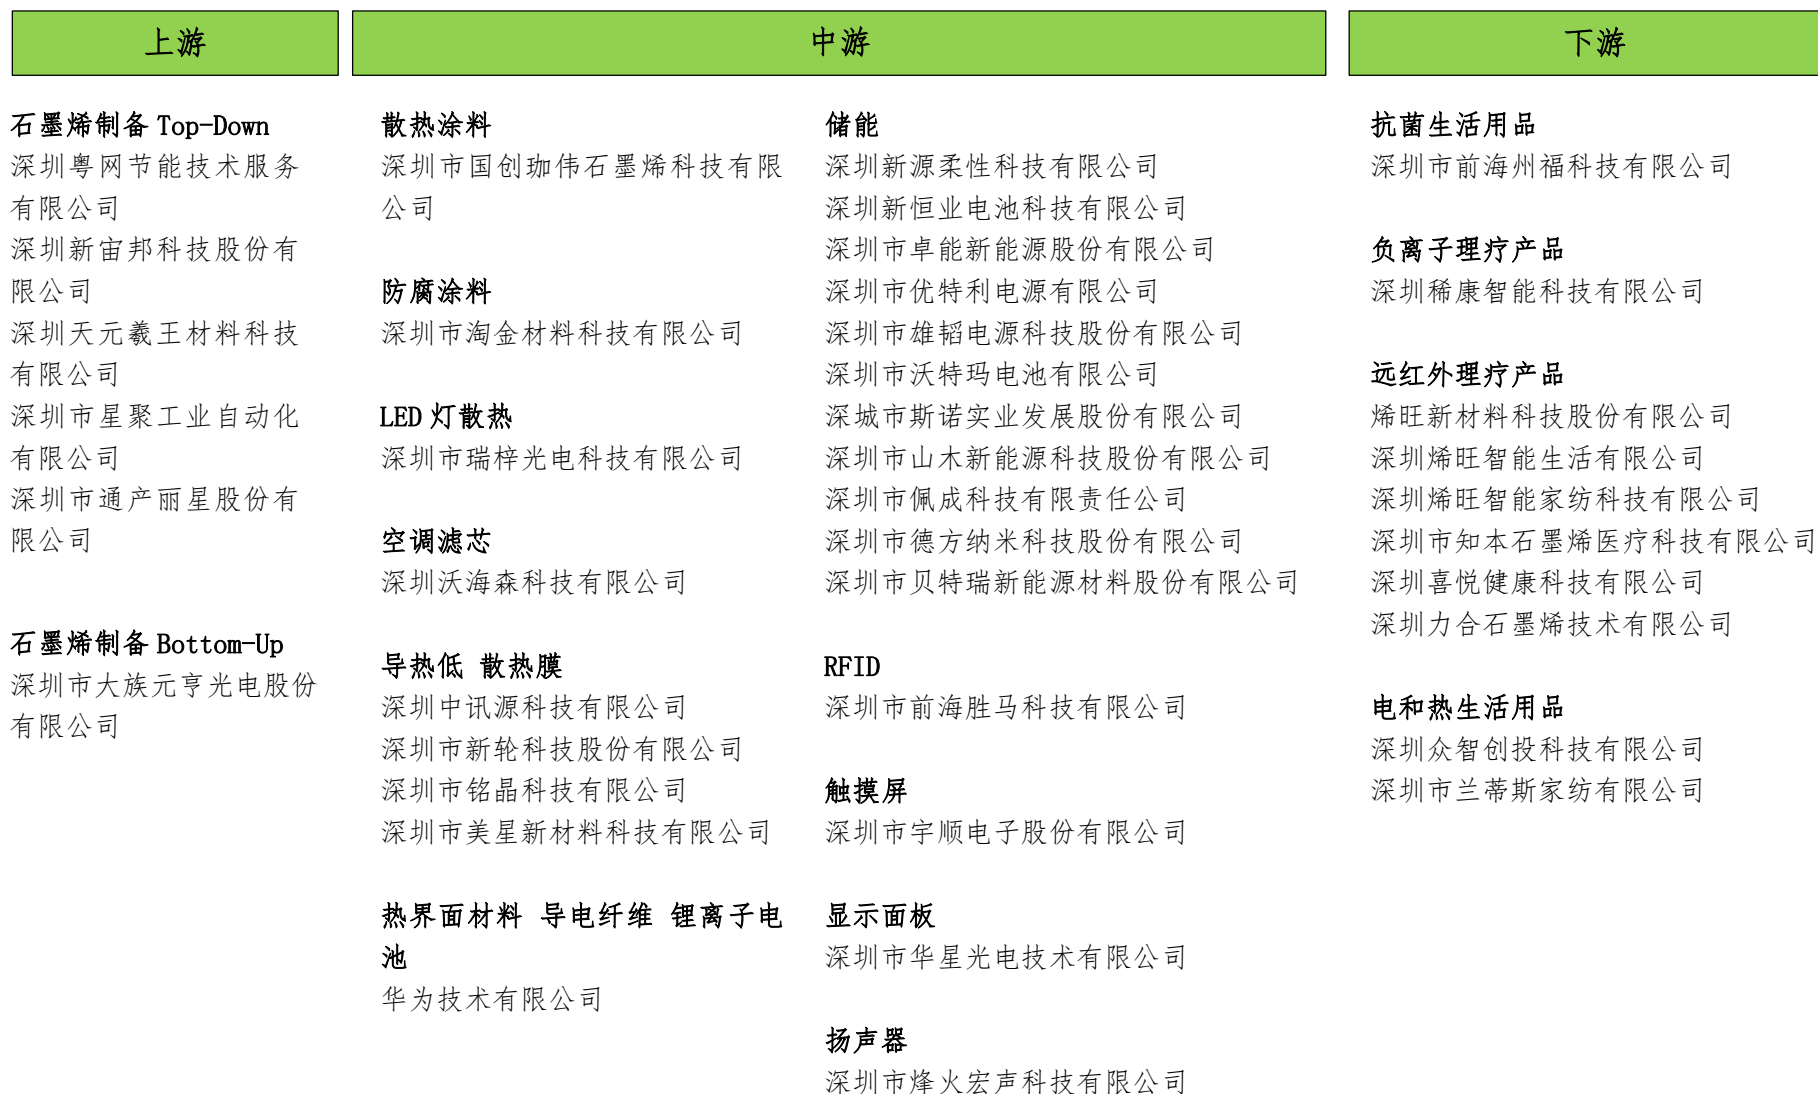 上游
石墨烯制备 Top-Down
深圳粤网节能技术服务
有限公司
深圳新宙邦科技股份有
限公司
深圳天元羲王材料科技
有限公司
深圳市星聚工业自动化
有限公司
深圳市通产丽星股份有
限公司
石墨烯制备 Bottom-Up
深圳市大族元亨光电股份
有限公司
中游
散热涂料
深圳市国创珈伟石墨烯科技有限
公司
防腐涂料
深圳市淘金材料科技有限公司
LED 灯散热
深圳市瑞梓光电科技有限公司
空调滤芯
深圳沃海森科技有限公司
导热低 散热膜
深圳中讯源科技有限公司
深圳市新轮科技股份有限公司
深圳市铭晶科技有限公司
深圳市美星新材料科技有限公司
热界面材料 导电纤维 锂离子电
池
华为技术有限公司
储能
深圳新源柔性科技有限公司
深圳新恒业电池科技有限公司
深圳市卓能新能源股份有限公司
深圳市优特利电源有限公司
深圳市雄韬电源科技股份有限公司
深圳市沃特玛电池有限公司
深城市斯诺实业发展股份有限公司
深圳市山木新能源科技股份有限公司
深圳市佩成科技有限责任公司
深圳市德方纳米科技股份有限公司
深圳市贝特瑞新能源材料股份有限公司
RFID
深圳市前海胜马科技有限公司
触摸屏
深圳市宇顺电子股份有限公司
显示面板
深圳市华星光电技术有限公司
扬声器
深圳市烽火宏声科技有限公司
下游
抗菌生活用品
深圳市前海州福科技有限公司
负离子理疗产品
深圳稀康智能科技有限公司
远红外理疗产品
烯旺新材料科技股份有限公司
深圳烯旺智能生活有限公司
深圳烯旺智能家纺科技有限公司
深圳市知本石墨烯医疗科技有限公司
深圳喜悦健康科技有限公司
深圳力合石墨烯技术有限公司
电和热生活用品
深圳众智创投科技有限公司
深圳市兰蒂斯家纺有限公司